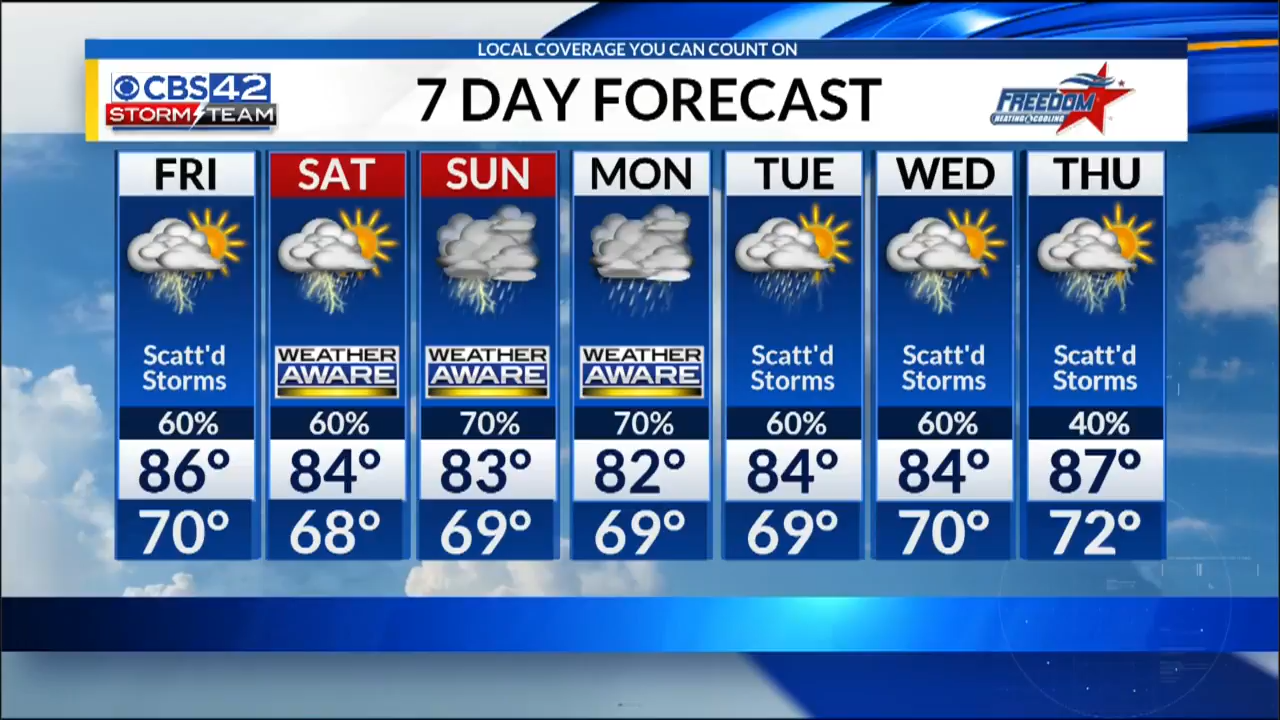 LOCAL COVERAGE YOU CAN COUNT ON
CBS 42
STORM TEAM
7 DAY FORECAST
FREEDOM
HEATING & COOLING
FRI SAT SUN MON TUE WED THU
Scatt'd
Storms
WEATHER
AWARE
WEATHER
AWARE
WEATHER
AWARE
Scatt'd
Storms
Scatt'd
Storms
Scatt'd
Storms
60% 60% 70% 70% 60% 60% 40%
86° 84° 83° 82° 84° 84° 87°
70° 68° 69° 69° 69° 70° 72°